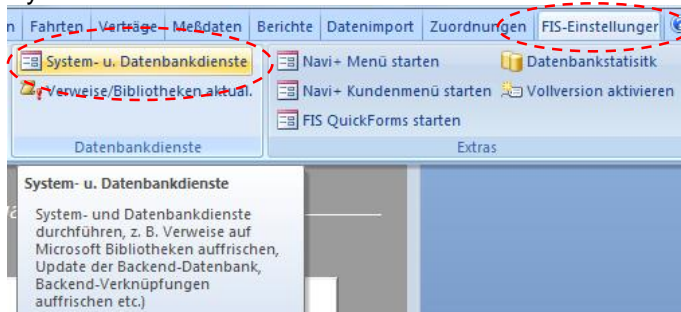 Fahrten Verträge Meßdaten Berichte Datenimport Zuordnungen FIS-Einstellunger
System- u. Datenbankdienste Navi+ Menü starten Datenbankstatisitk
Verweise/Bibliotheken aktual. Navi+ Kundenmenü starten Vollversion aktivieren
FIS QuickForms starten
Datenbankdienste Extras
System- u. Datenbankdienste
System- und Datenbankdienste
durchführen, z. B. Verweise auf
Microsoft Bibliotheken auffrischen,
Update der Backend-Datenbank,
Backend-Verknüpfungen
auffrischen etc.)